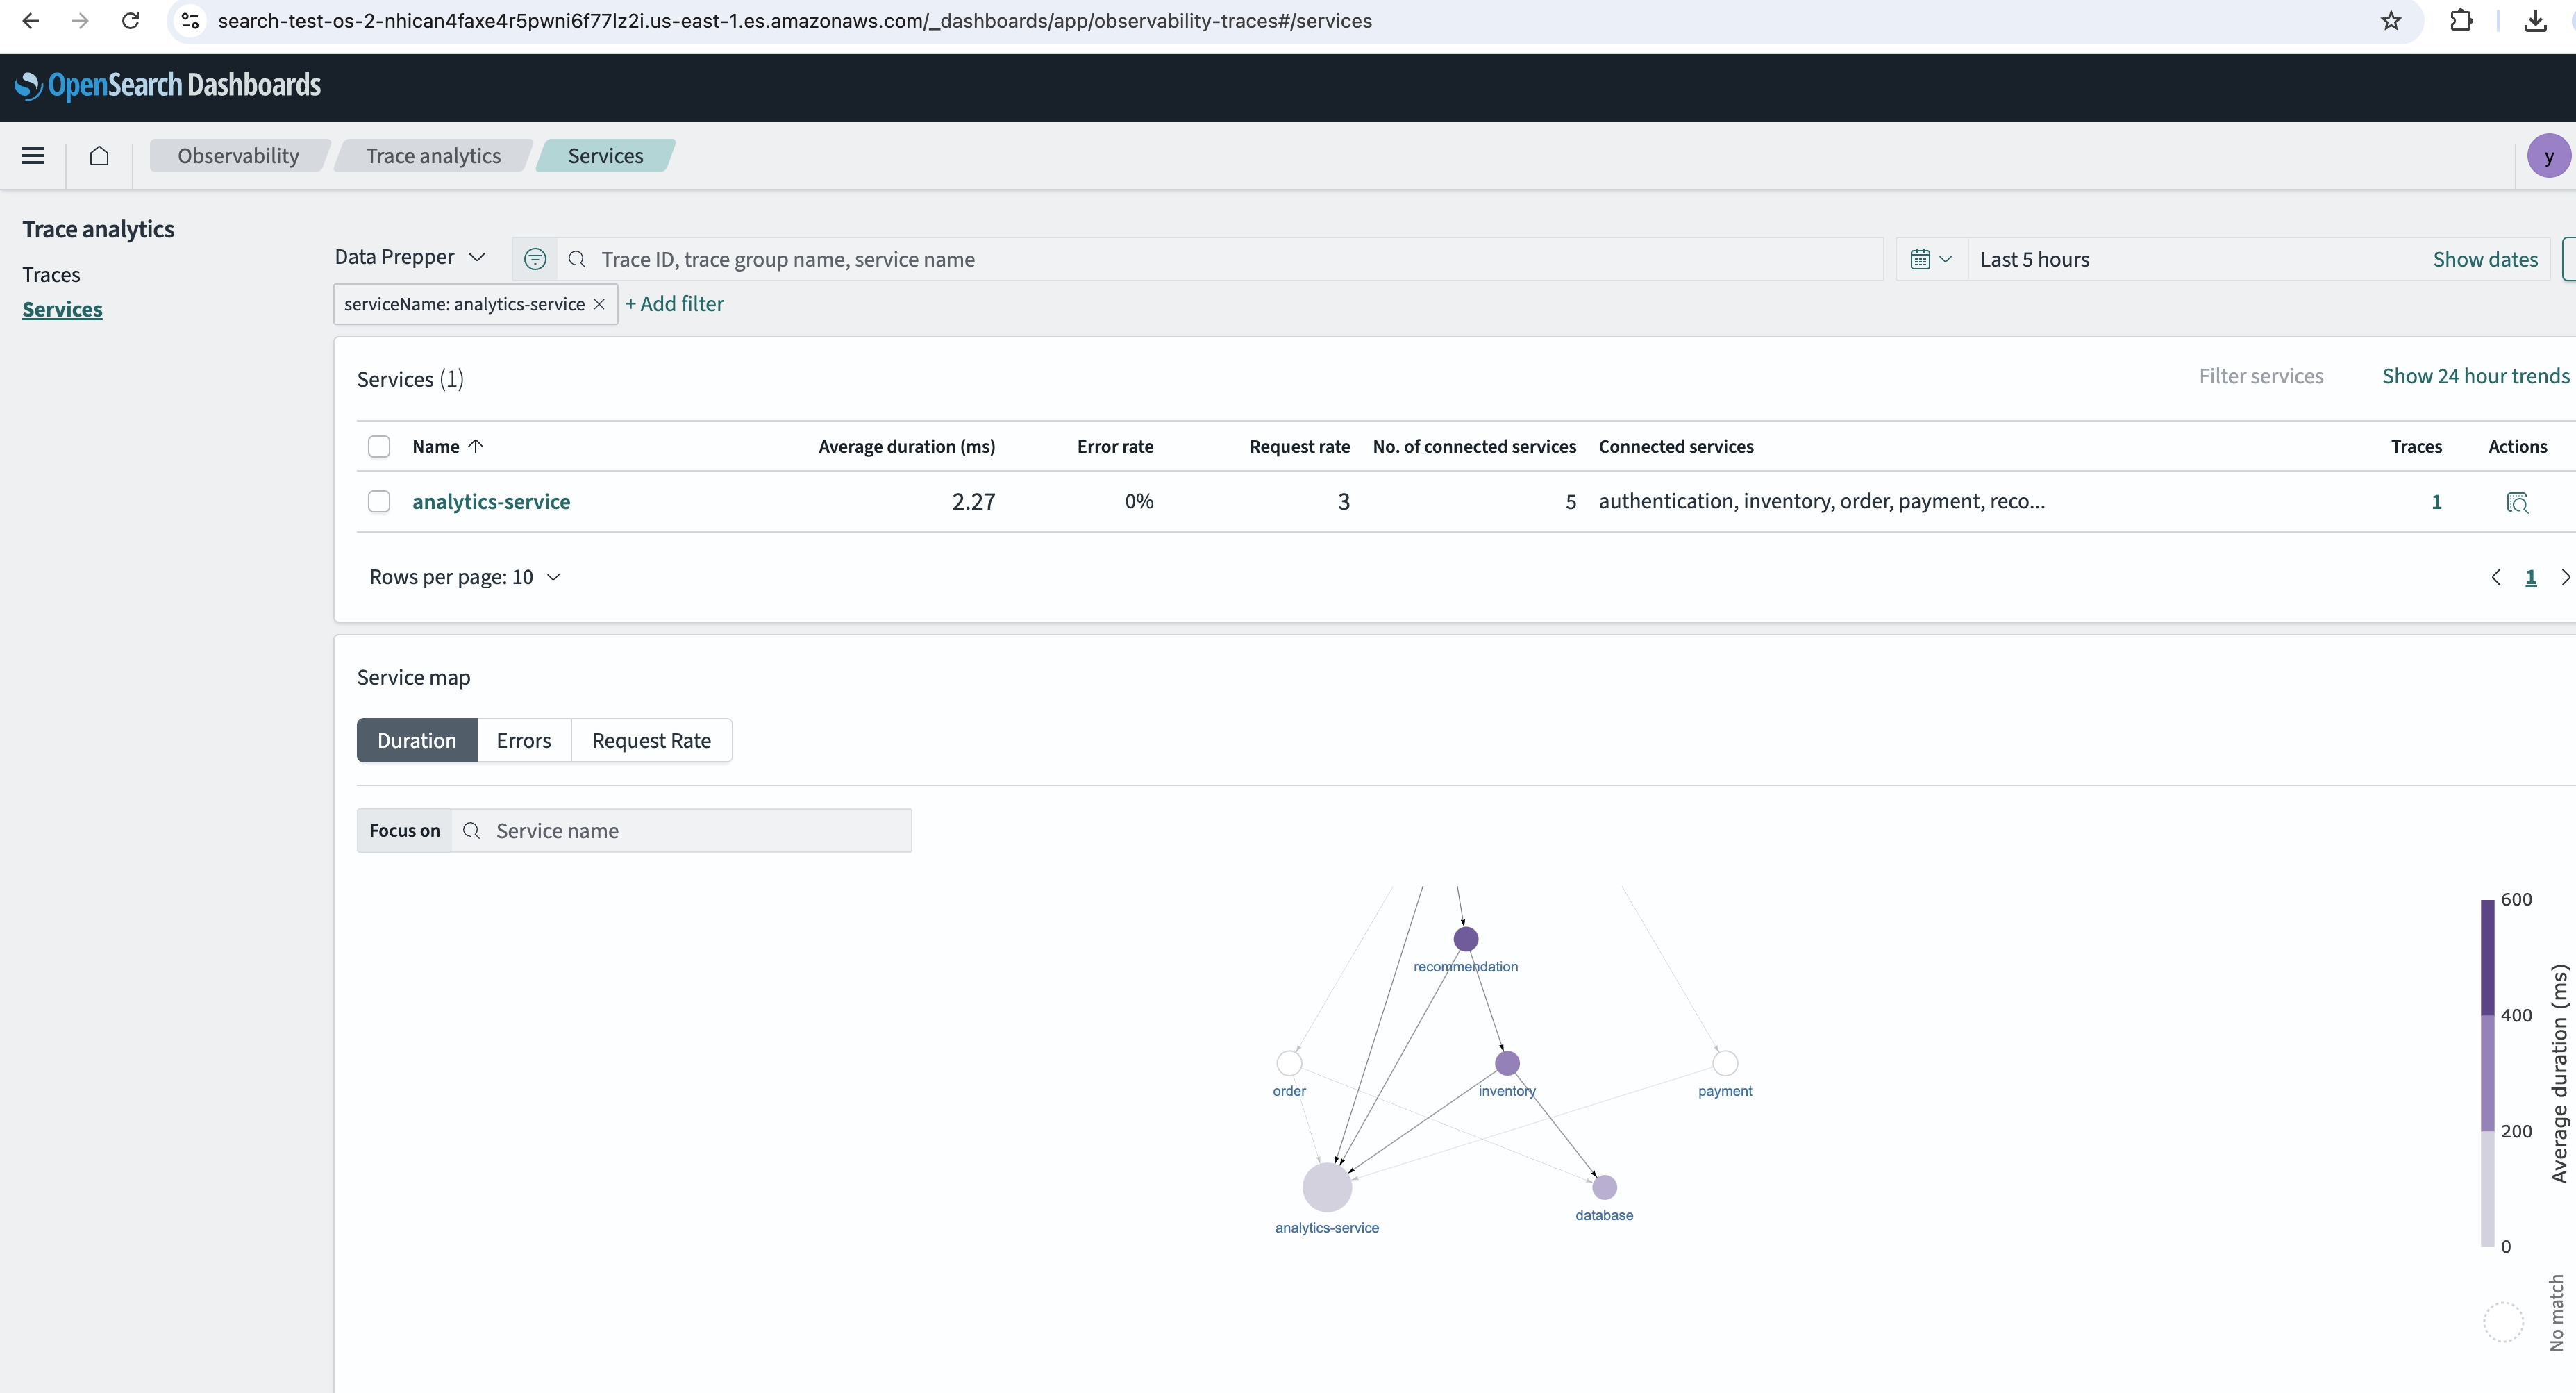 search-test-os-2-nhican4faxe4r5pwni6f77lz2i.us-east-1.es.amazonaws.com/_dashboards/app/observability-traces#/services
OpenSearch Dashboards
Observability Trace analytics Services y
Trace analytics
Traces
Services
Data Prepper Trace ID, trace group name, service name Last 5 hours Show dates
serviceName: analytics-service × + Add filter
Services (1) Filter services Show 24 hour trends
Name Average duration (ms) Error rate Request rate No. of connected services Connected services Traces Actions
analytics-service 2.27 0% 3 5 authentication, inventory, order, payment, reco... 1
Rows per page: 10 1
Service map
Duration Errors Request Rate
Focus on Service name
recommendation
order inventory payment
analytics-service database
600
400
200
0
Average duration (ms)
No match